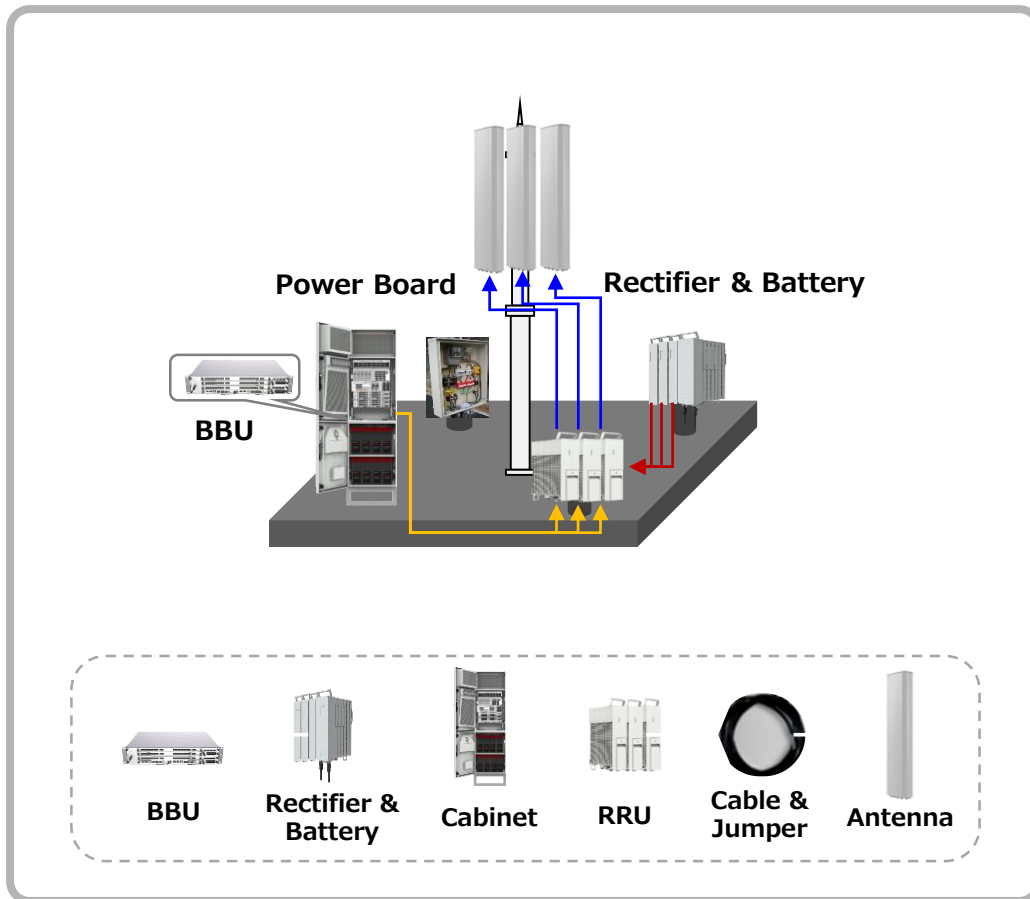 Power Board
Rectifier & Battery
BBU
BBU
Rectifier &
Battery
Cabinet
RRU
Cable &
Jumper
Antenna